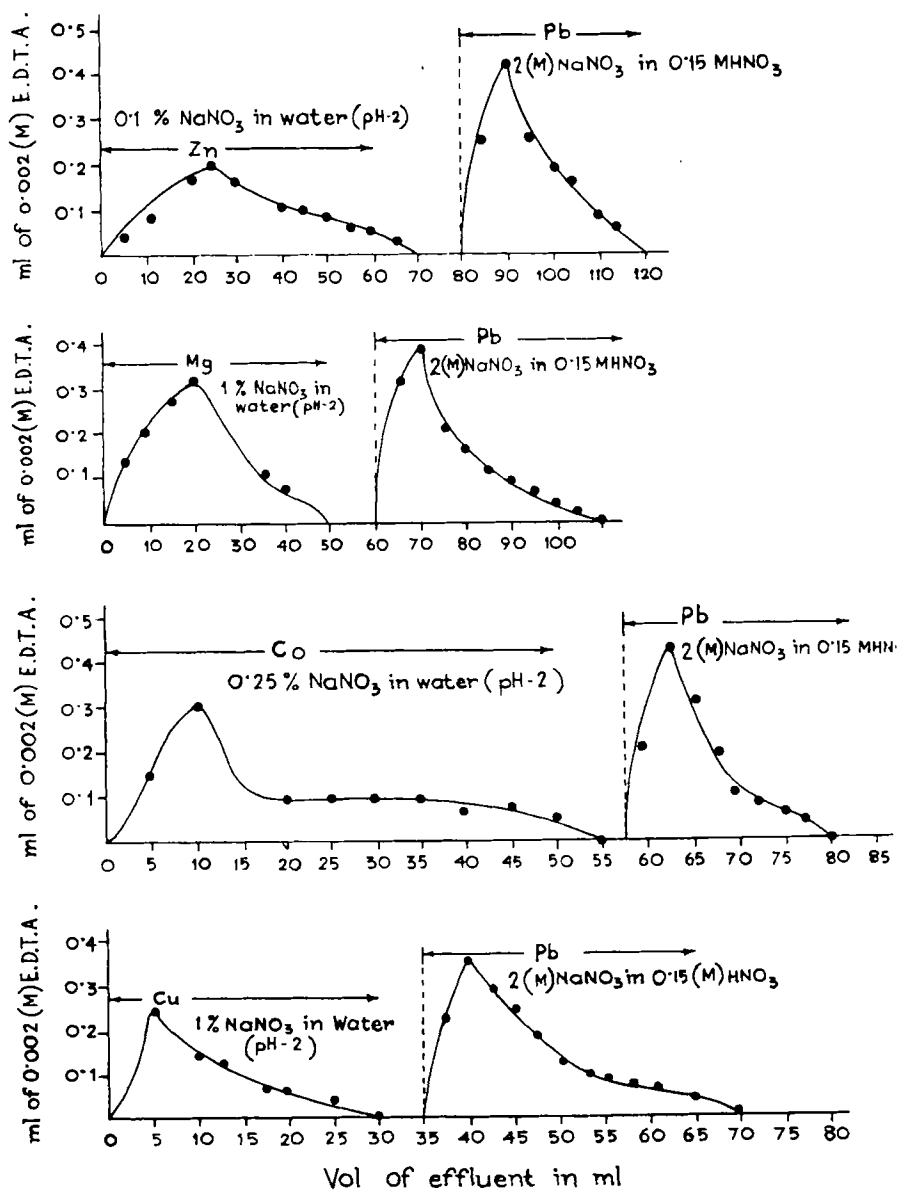 ml of 0·002(M) E.D.T.A.
0·5
0·4
0·3
0·2
0·1
0·1 % NaNO3 in water (pH-2)
Zn
Pb
2(M)NaNO3 in 0·15 MHNO3
0 10 20 30 40 50 60 70 80 90 100 110 120
ml of 0·002(M) E.D.T.A.
0·4
0·3
0·2
0·1
Mg
1 % NaNO3 in
water(pH-2)
Pb
2(M)NaNO3 in 0·15 MHNO3
0 10 20 30 40 50 60 70 80 90 100
ml of 0·002(M) E.D.T.A.
0·5
0·4
0·3
0·2
0·1
Co
0·25 % NaNO3 in water (pH-2)
Pb
2(M)NaNO3 in 0·15 MHN
0 5 10 15 20 25 30 35 40 45 50 55 60 65 70 75 80 85
ml of 0·002(M) E.D.T.A.
0·4
0·3
0·2
0·1
Cu
1% NaNO3 in Water
(pH-2)
Pb
2(M)NaNO3 in 0·15(M)HNO3
0 5 10 15 20 25 30 35 40 45 50 55 60 65 70 75 80
Vol of effluent in ml